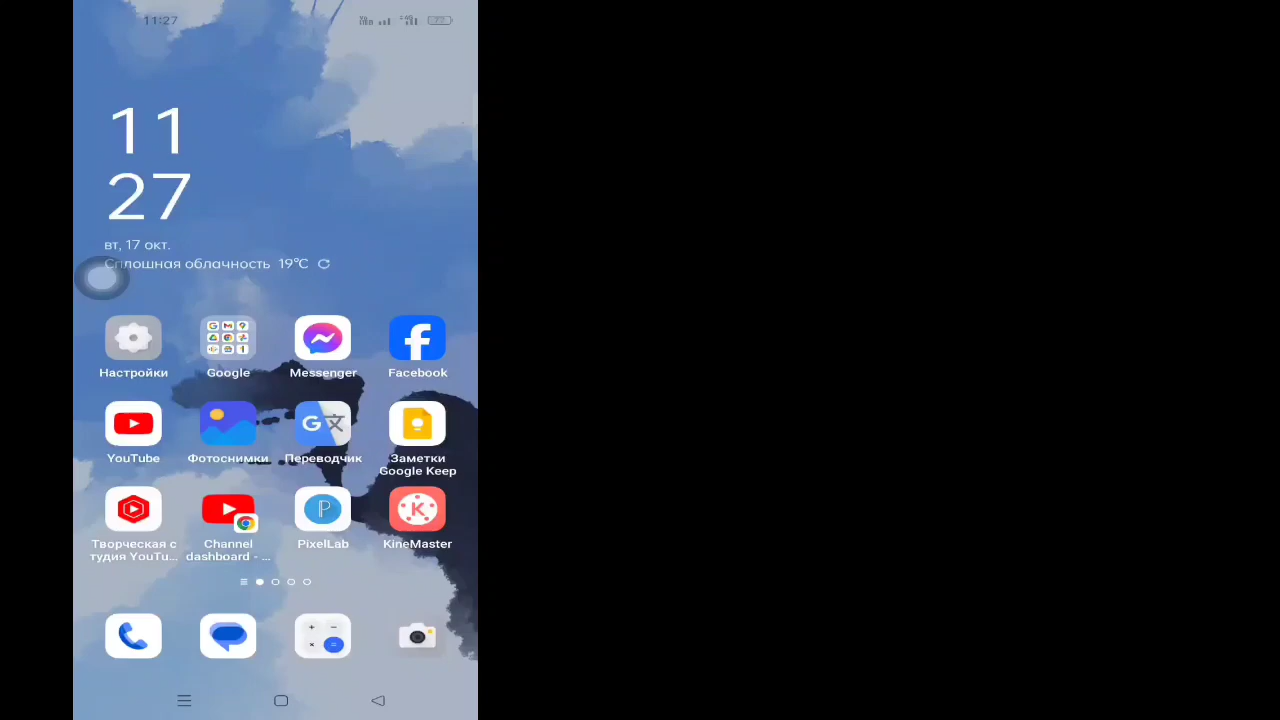 11:27
11
27
вт, 17 окт.
Сплошная облачность 19°C
Настройки
Google
Messenger
Facebook
YouTube
Фотоснимки
Переводчик
Заметки
Google Keep
Творческая с
тудия YouTu...
Channel
dashboard - ...
PixelLab
KineMaster